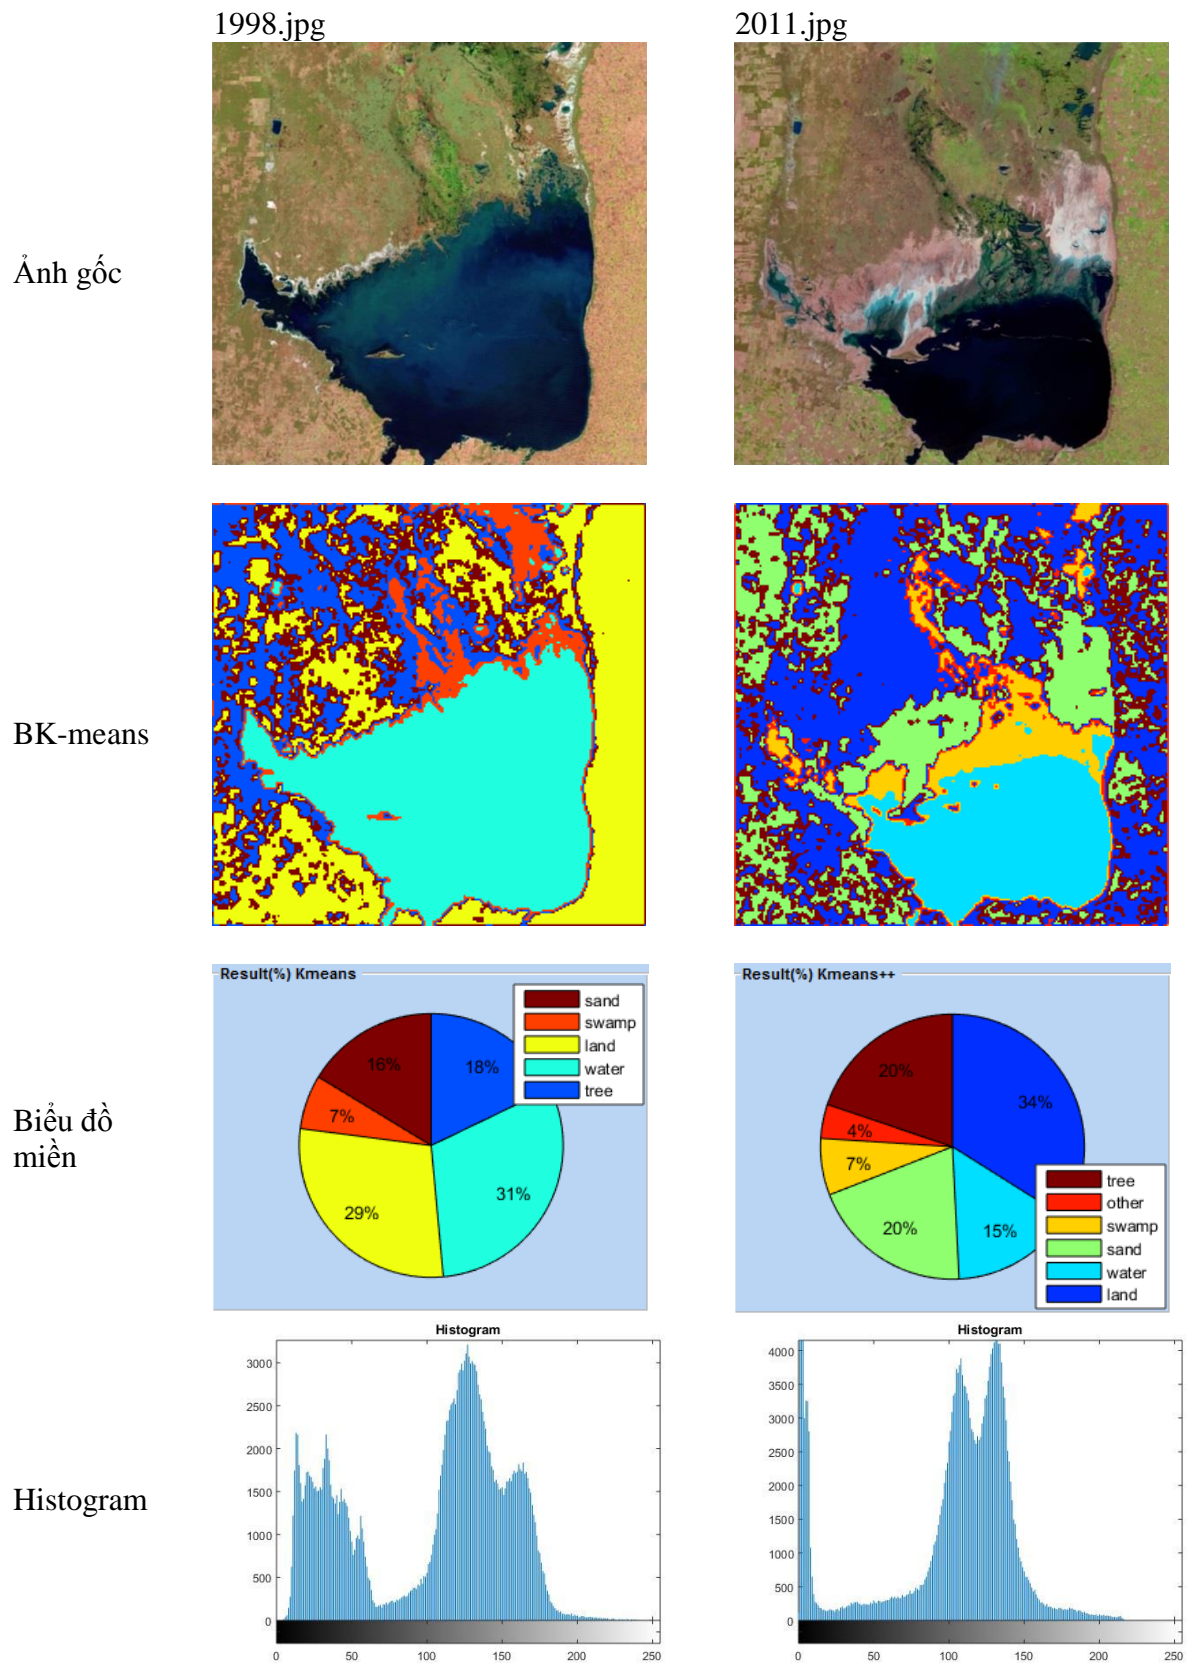 1998.jpg
2011.jpg
Ảnh gốc
BK-means
Biểu đồ
miền
Result(%) Kmeans
sand
swamp
land
water
tree
16%
18%
7%
31%
29%
Result(%) Kmeans++
tree
other
swamp
sand
water
land
20%
34%
4%
7%
20%
15%
Histogram
Histogram
3000
2500
2000
1500
1000
500
0
0 50 100 150 200 250
Histogram
4000
3500
3000
2500
2000
1500
1000
500
0
0 50 100 150 200 250